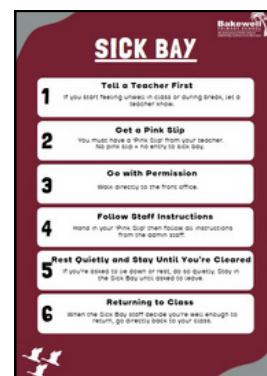 Bakewell
PRIMARY SCHOOL
SICK BAY
1
Tell a Teacher First
If you start feeling unwell in class or during break, let a
teacher know.
2
Get a Pink Slip
You must have a 'Pink Slip' from your teacher.
No pink slip = no entry to sick bay.
3
Go with Permission
Walk directly to the front office.
4
Follow Staff Instructions
Hand in your 'Pink Slip' then follow all instructions
from the admin staff.
5
Rest Quietly and Stay Until You're Cleared
If you're asked to lie down or rest, do so quietly. Stay in
the Sick Bay until asked to leave.
6
Returning to Class
When the Sick Bay staff decide you're well enough to
return, go directly back to your class.